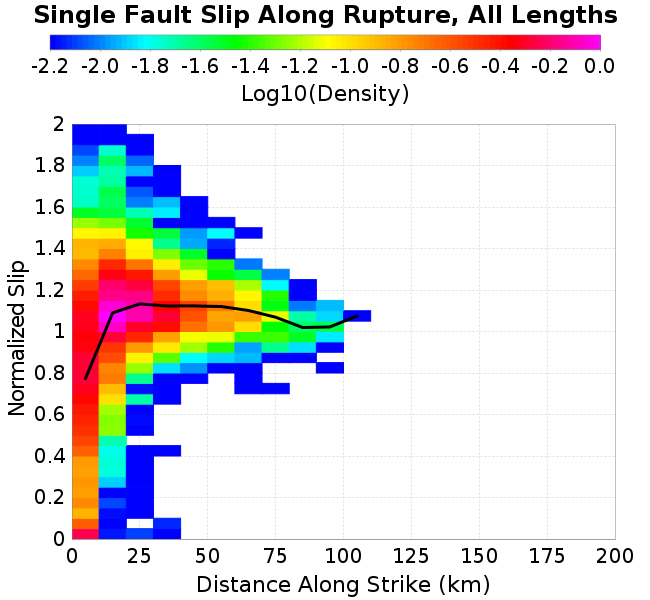 Single Fault Slip Along Rupture, All Lengths
-2.2 -2.0 -1.8 -1.6 -1.4 -1.2 -1.0 -0.8 -0.6 -0.4 -0.2 0.0
Log10(Density)
2
1.8
1.6
1.4
1.2
1
0.8
0.6
0.4
0.2
0
Normalized Slip
0 25 50 75 100 125 150 175 200
Distance Along Strike (km)